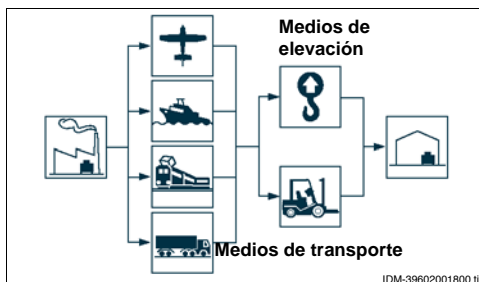 Medios de
elevación
Medios de transporte
IDM-39602001800.ti